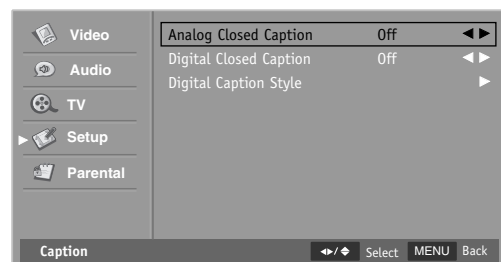 Video
Audio
TV
Setup
Parental
Analog Closed Caption Off
Digital Closed Caption Off
Digital Caption Style
Caption Select MENU Back